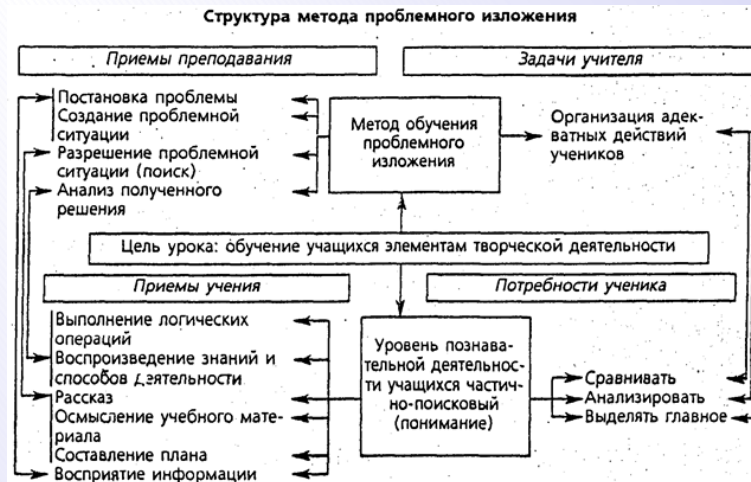 Структура метода проблемного изложения
Приемы преподавания
Задачи учителя
Постановка проблемы
Создание проблемной
ситуации
Разрешение проблемной
ситуации (поиск)
Анализ полученного
решения
Метод обучения
проблемного
изложения
Организация адек-
ватных действий
учеников
Цель урока: обучение учащихся элементам творческой деятельности
Приемы учения
Потребности ученика
Выполнение логических
операций
Воспроизведение знаний и
способов деятельности
Рассказ
Осмысление учебного мате-
риала
Составление плана
Восприятие информации
Уровень познава-
тельной деятельнос-
ти учащихся частич-
но-поисковый
(понимание)
Сравнивать
Анализировать
Выделять главное